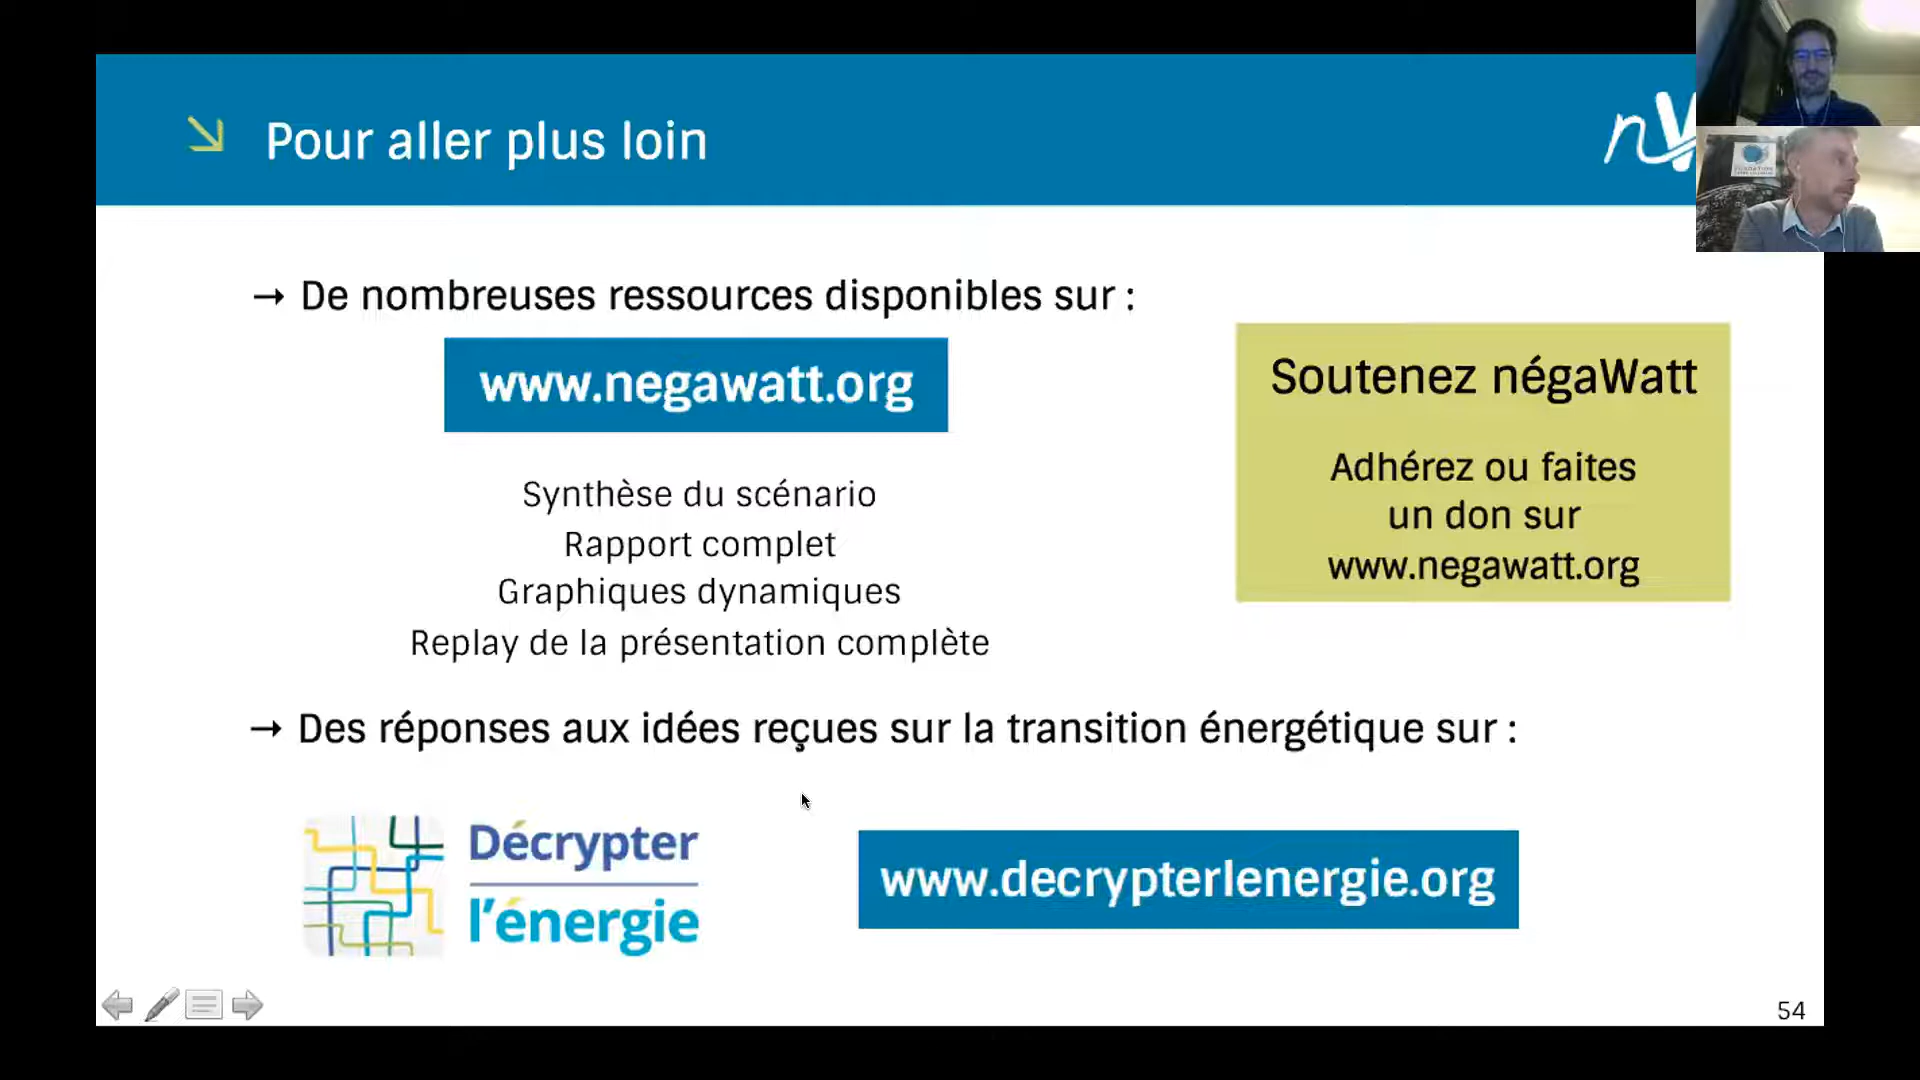 Pour aller plus loin
nW
→ De nombreuses ressources disponibles sur :
www.negawatt.org
Synthèse du scénario
Rapport complet
Graphiques dynamiques
Replay de la présentation complète
Soutenez négaWatt
Adhérez ou faites
un don sur
www.negawatt.org
→ Des réponses aux idées reçues sur la transition énergétique sur :
Décrypter
l'énergie
www.decrypterlenergie.org
54